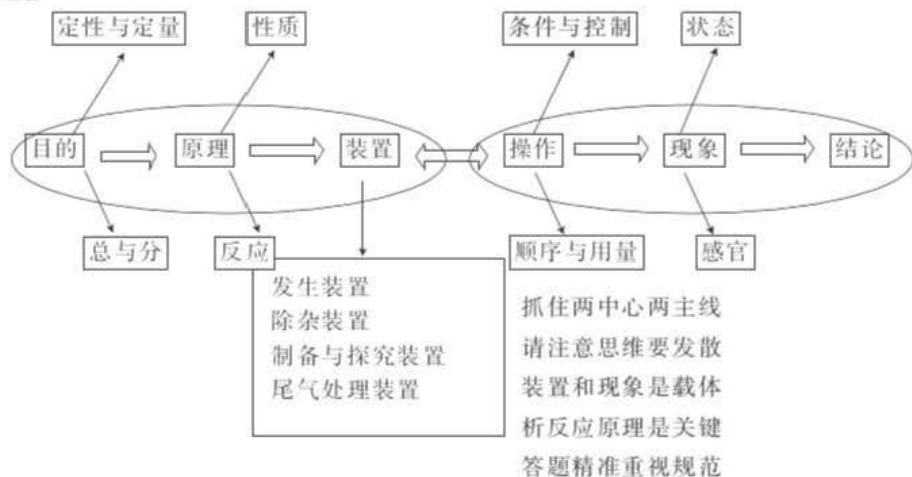 定性与定量
性质
条件与控制
状态
目的
原理
装置
操作
现象
结论
总与分
反应
顺序与用量
感官
发生装置
除杂装置
制备与探究装置
尾气处理装置
抓住两中心两主线
请注意思维要发散
装置和现象是载体
析反应原理是关键
答题精准重视规范